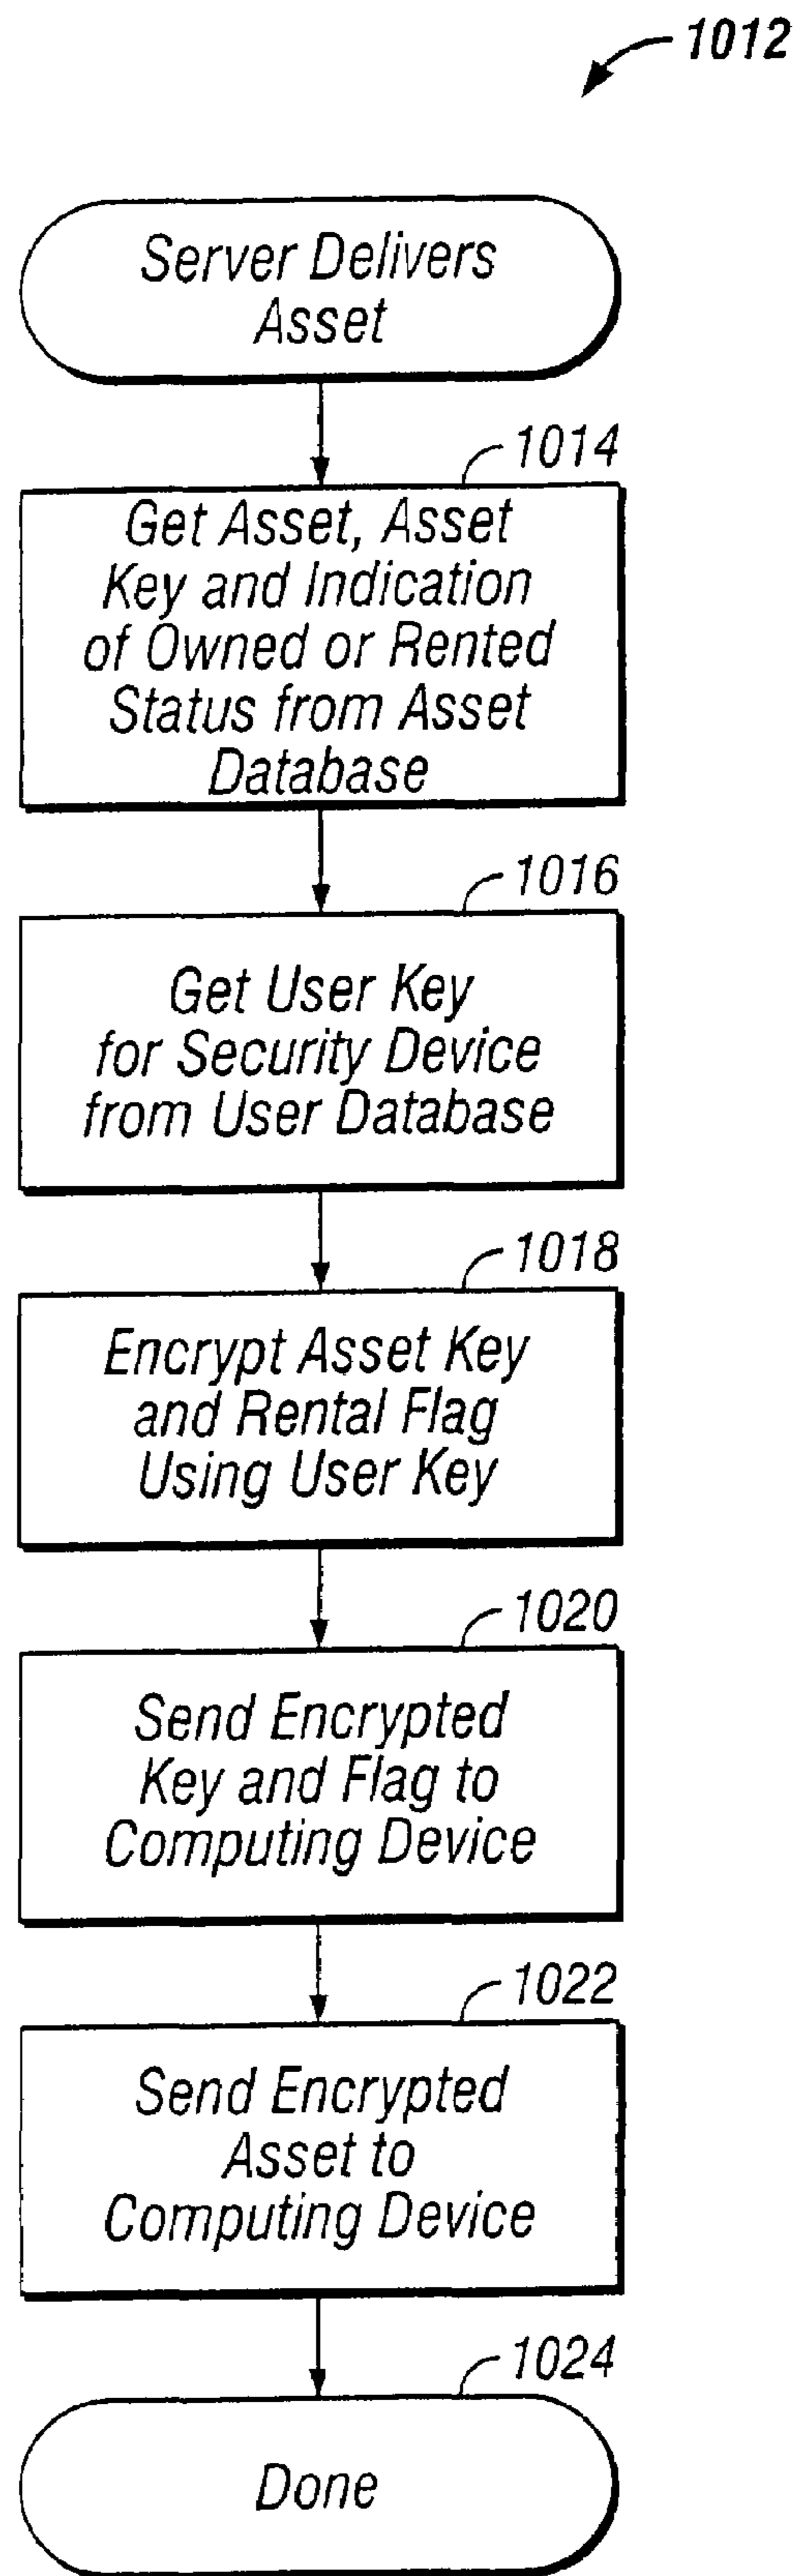 1012
Server Delivers
Asset
1014
Get Asset, Asset
Key and Indication
of Owned or Rented
Status from Asset
Database
1016
Get User Key
for Security Device
from User Database
1018
Encrypt Asset Key
and Rental Flag
Using User Key
1020
Send Encrypted
Key and Flag to
Computing Device
1022
Send Encrypted
Asset to
Computing Device
1024
Done